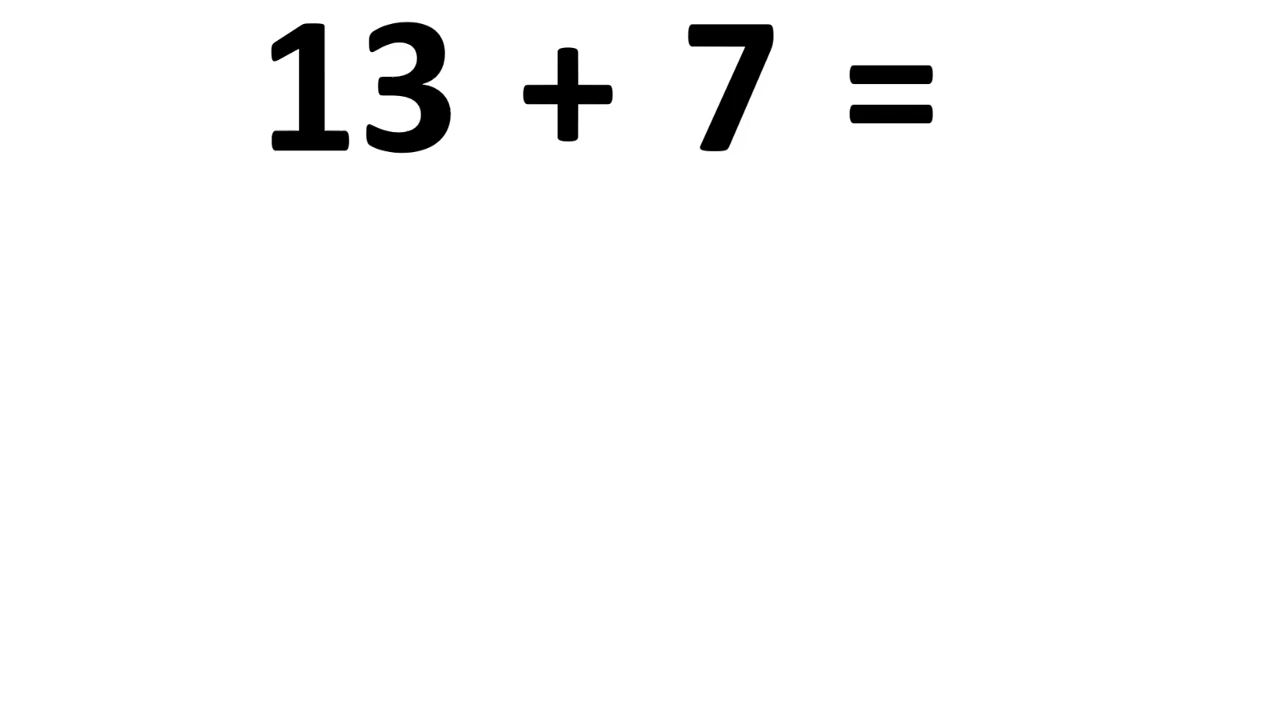 13 + 7 =